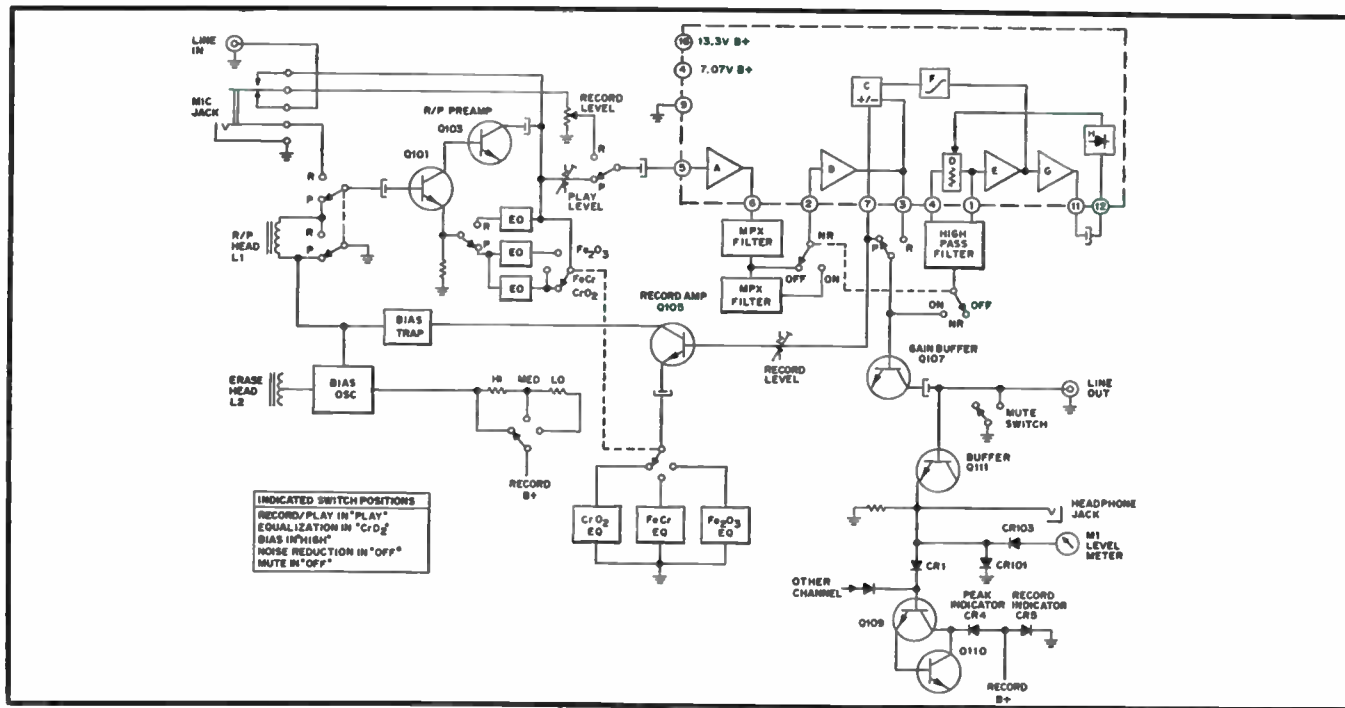 LINE
IN
MIC
JACK
R/P PREAMP
Q103
Q101
RECORD
LEVEL
R
P
PLAY
LEVEL
R
P
R
P
R/P
HEAD
L1
EQ
R
P
EQ
EQ
Fe2O3
FeCr
CrO2
16 13.3V B+
4 7.07V B+
9
5
A
6
MPX
FILTER
MPX
FILTER
2
B
NR
OFF
ON
C
+/-
F
7
3
P
R
D
E
G
H
4
1
11
12
HIGH
PASS
FILTER
ON
OFF
NR
BIAS
TRAP
RECORD AMP
Q105
RECORD
LEVEL
GAIN BUFFER
Q107
LINE
OUT
MUTE
SWITCH
ERASE
HEAD
L2
BIAS
OSC
HI
MED
LO
RECORD
B+
BUFFER
Q111
HEADPHONE
JACK
CR103
M1
LEVEL
METER
CR101
CR1
OTHER
CHANNEL
CrO2
EQ
FeCr
EQ
Fe2O3
EQ
Q109
PEAK
INDICATOR
CR4
RECORD
INDICATOR
CR5
Q110
RECORD
B+
INDICATED SWITCH POSITIONS
RECORD/PLAY IN "PLAY"
EQUALIZATION IN "CrO2"
BIAS IN "HIGH"
NOISE REDUCTION IN "OFF"
MUTE IN "OFF"